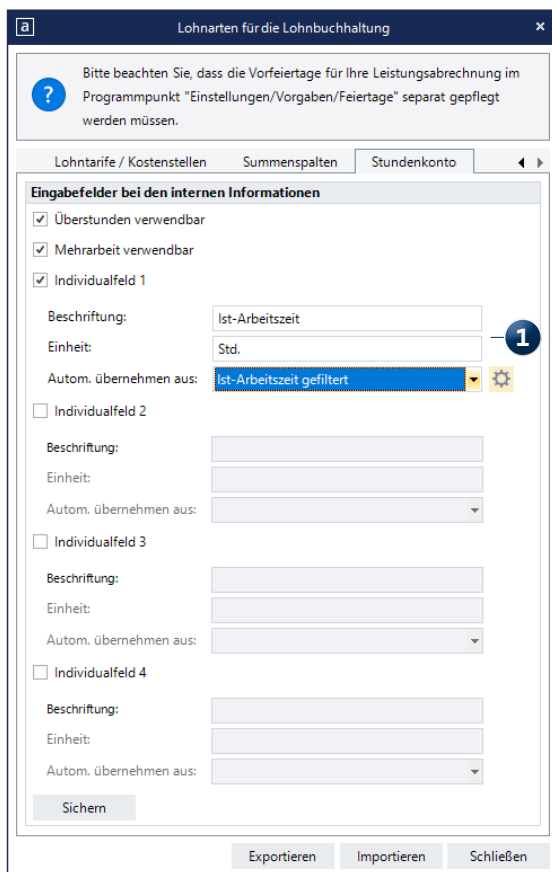 a
Lohnarten für die Lohnbuchhaltung
×
?
Bitte beachten Sie, dass die Vorfeiertage für Ihre Leistungsabrechnung im
Programmpunkt "Einstellungen/Vorgaben/Feiertage" separat gepflegt
werden müssen.
Lohntarife / Kostenstellen Summenspalten Stundenkonto
Eingabefelder bei den internen Informationen
Überstunden verwendbar
Mehrarbeit verwendbar
Individualfeld 1
Beschriftung: Ist-Arbeitszeit
1
Einheit: Std.
Autom. übernehmen aus: Ist-Arbeitszeit gefiltert
Individualfeld 2
Beschriftung:
Einheit:
Autom. übernehmen aus:
Individualfeld 3
Beschriftung:
Einheit:
Autom. übernehmen aus:
Individualfeld 4
Beschriftung:
Einheit:
Autom. übernehmen aus:
Sichern
Exportieren Importieren Schließen